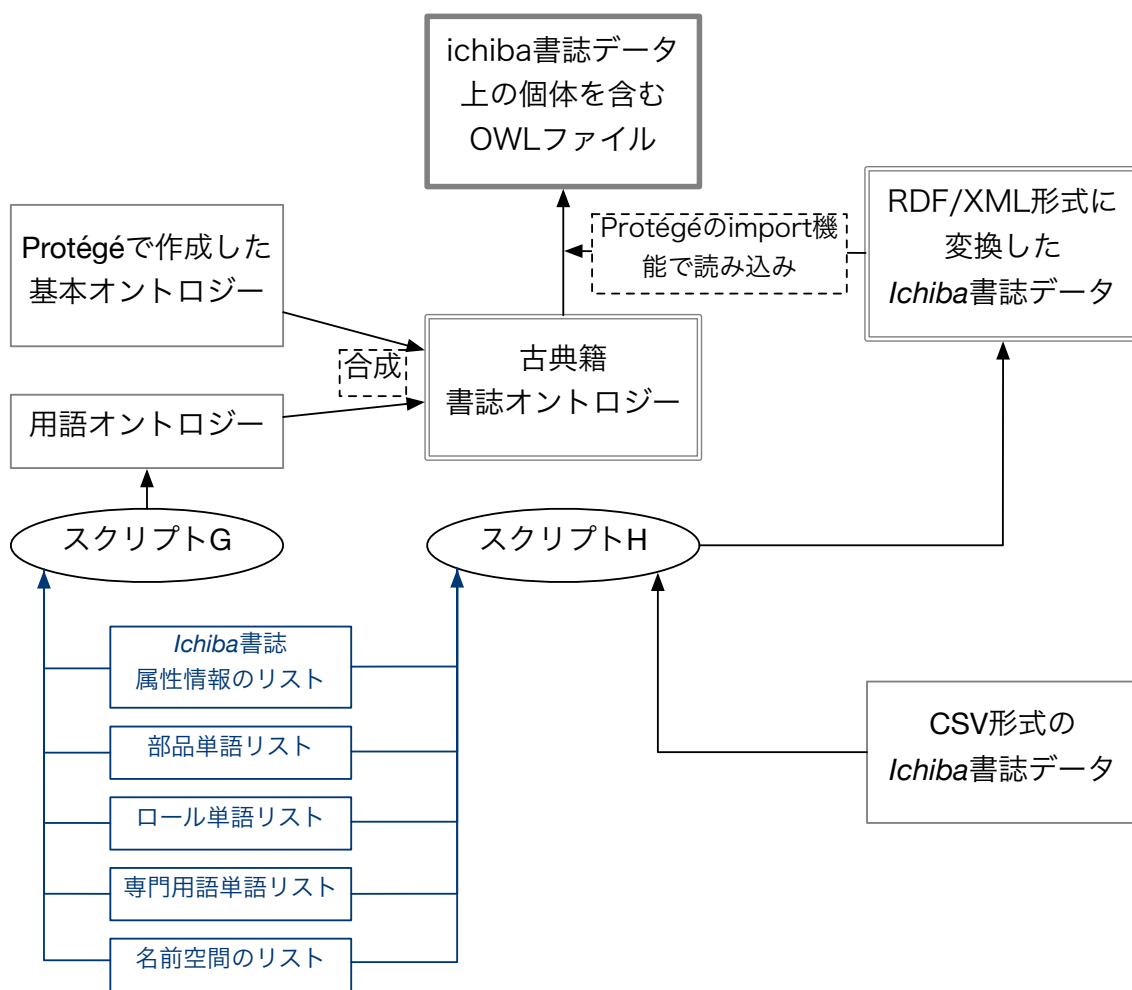 ichiba書誌データ
上の個体を含む
OWLファイル
Protégéで作成した
基本オントロジー
Protégéのimport機
能で読み込み
RDF/XML形式に
変換した
Ichiba書誌データ
合成
古典籍
書誌オントロジー
用語オントロジー
スクリプトG
スクリプトH
Ichiba書誌
属性情報のリスト
部品単語リスト
ロール単語リスト
専門用語単語リスト
名前空間のリスト
CSV形式の
Ichiba書誌データ